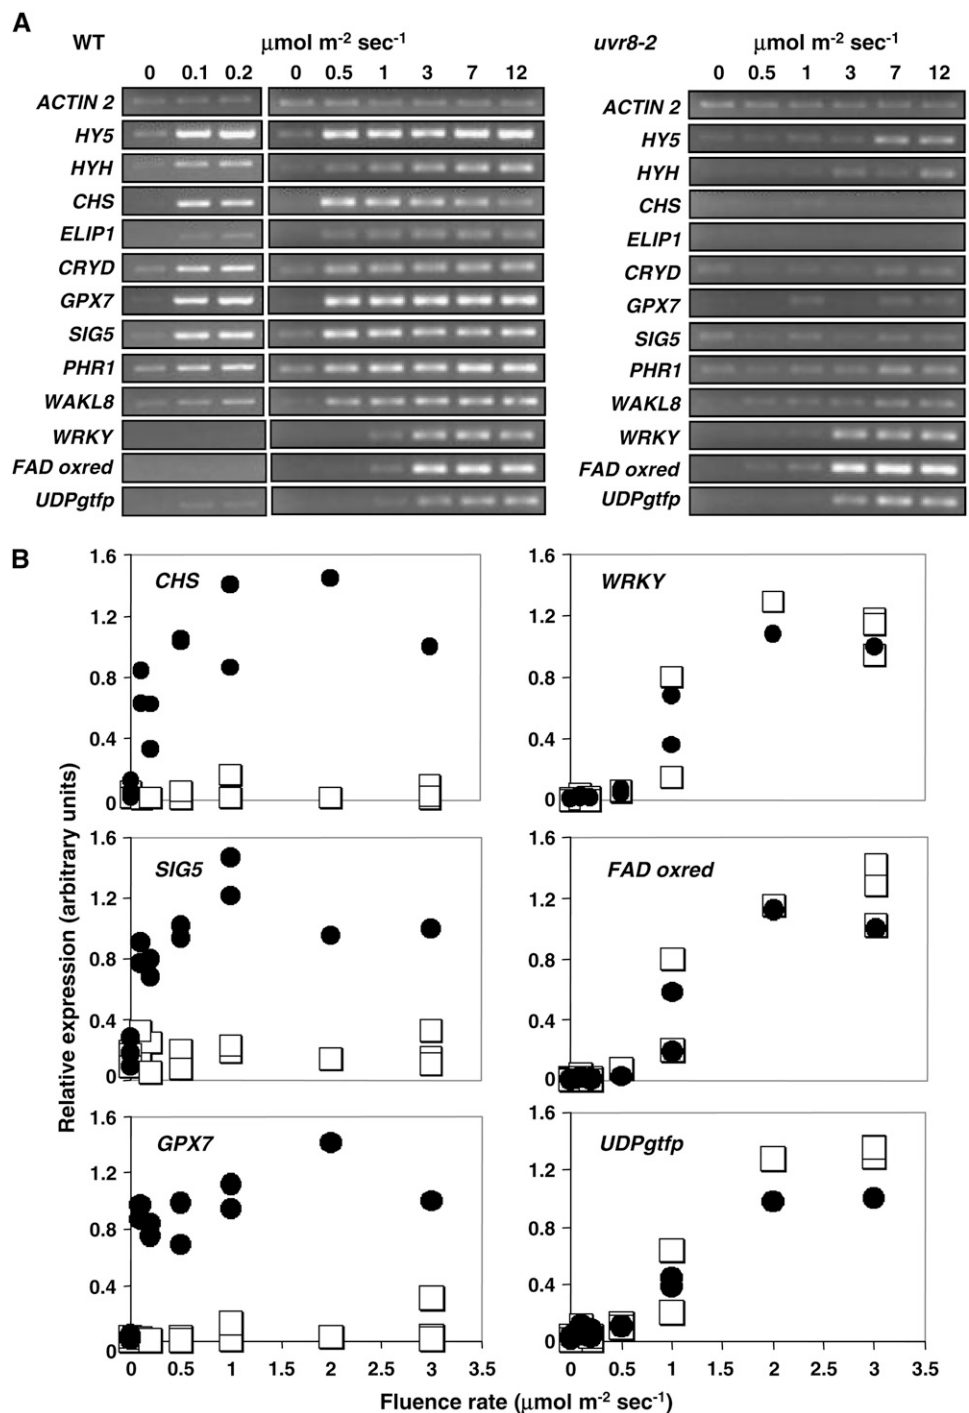 A
WT μmol m-2 sec-1
0 0.1 0.2 0 0.5 1 3 7 12
ACTIN 2
HY5
HYH
CHS
ELIP1
CRYD
GPX7
SIG5
PHR1
WAKL8
WRKY
FAD oxred
UDPgtfp
uvr8-2 μmol m-2 sec-1
0 0.5 1 3 7 12
ACTIN 2
HY5
HYH
CHS
ELIP1
CRYD
GPX7
SIG5
PHR1
WAKL8
WRKY
FAD oxred
UDPgtfp
B
Relative expression (arbitrary units)
CHS
1.6
1.2
0.8
0.4
0
WRKY
1.6
1.2
0.8
0.4
0
SIG5
1.6
1.2
0.8
0.4
0
FAD oxred
1.6
1.2
0.8
0.4
0
GPX7
1.6
1.2
0.8
0.4
0
0 0.5 1 1.5 2 2.5 3 3.5
UDPgtfp
1.6
1.2
0.8
0.4
0
0 0.5 1 2 3 3.5
Fluence rate (μmol m-2 sec-1)